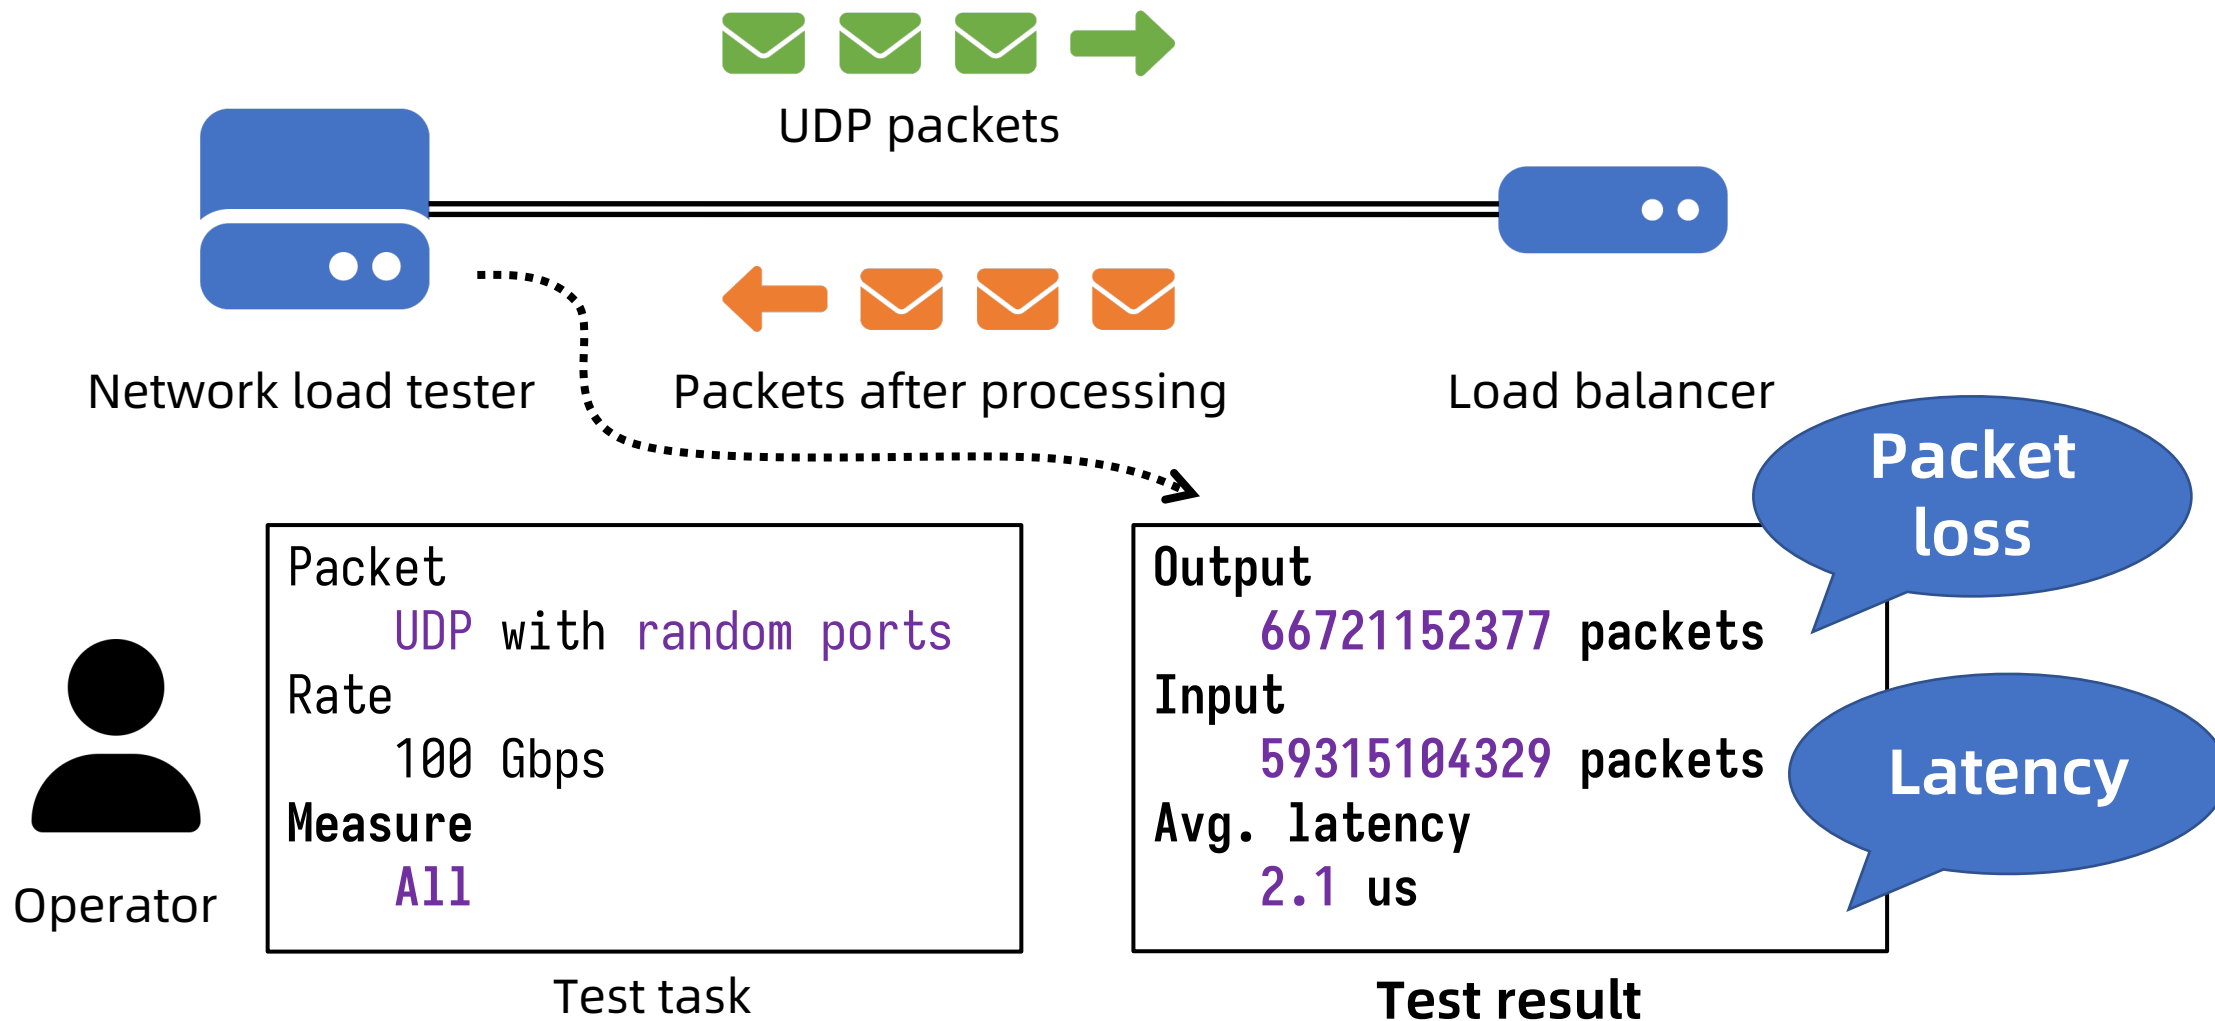 UDP packets
Network load tester
Packets after processing
Load balancer
Packet
loss
Packet
UDP with random ports
Rate
100 Gbps
Measure
All
Output
66721152377 packets
Input
59315104329 packets
Avg. latency
2.1 us
Latency
Operator
Test task
Test result